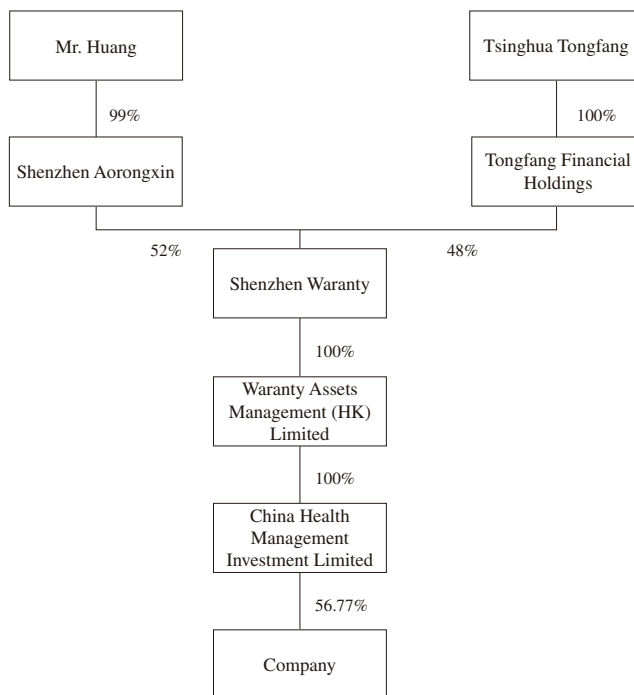 Mr. Huang
Tsinghua Tongfang
99%
100%
Shenzhen Aorongxin
Tongfang Financial
Holdings
52%
48%
Shenzhen Waranty
100%
Waranty Assets
Management (HK)
Limited
100%
China Health
Management
Investment Limited
56.77%
Company